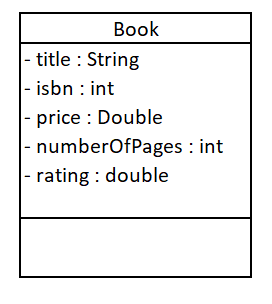 Book
- title : String
- isbn : int
- price : Double
- numberOfPages : int
- rating : double